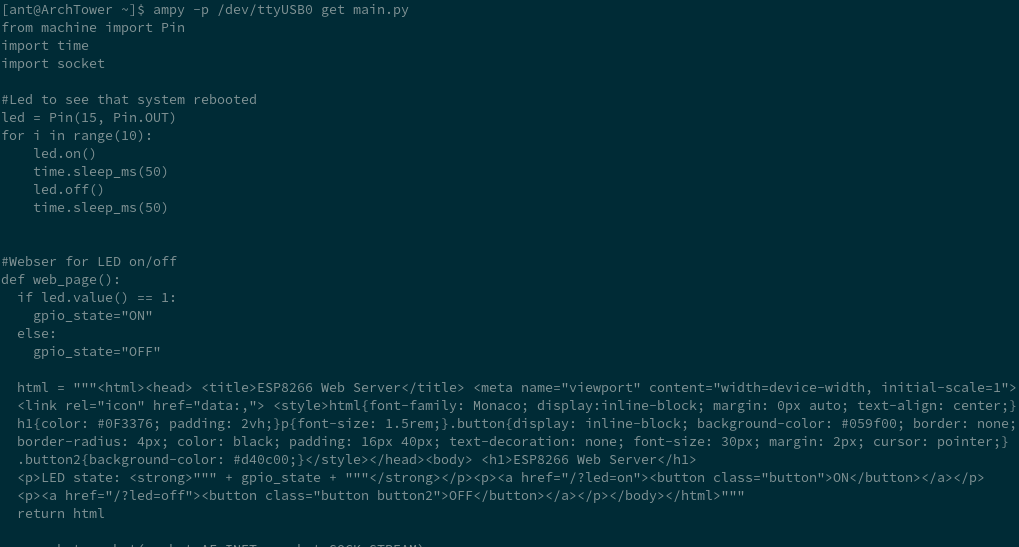 [ant@ArchTower ~]$ ampy -p /dev/ttyUSB0 get main.py
from machine import Pin
import time
import socket

#Led to see that system rebooted
led = Pin(15, Pin.OUT)
for i in range(10):
    led.on()
    time.sleep_ms(50)
    led.off()
    time.sleep_ms(50)


#Webser for LED on/off
def web_page():
  if led.value() == 1:
    gpio_state="ON"
  else:
    gpio_state="OFF"

  html = """<html><head> <title>ESP8266 Web Server</title> <meta name="viewport" content="width=device-width, initial-scale=1">
  <link rel="icon" href="data:,"> <style>html{font-family: Monaco; display:inline-block; margin: 0px auto; text-align: center;}
  h1{color: #0F3376; padding: 2vh;}p{font-size: 1.5rem;}.button{display: inline-block; background-color: #059f00; border: none;
  border-radius: 4px; color: black; padding: 16px 40px; text-decoration: none; font-size: 30px; margin: 2px; cursor: pointer;}
  .button2{background-color: #d40c00;}</style></head><body> <h1>ESP8266 Web Server</h1>
  <p>LED state: <strong>""" + gpio_state + """</strong></p><p><a href="/?led=on"><button class="button">ON</button></a></p>
  <p><a href="/?led=off"><button class="button button2">OFF</button></a></p></body></html>"""
  return html